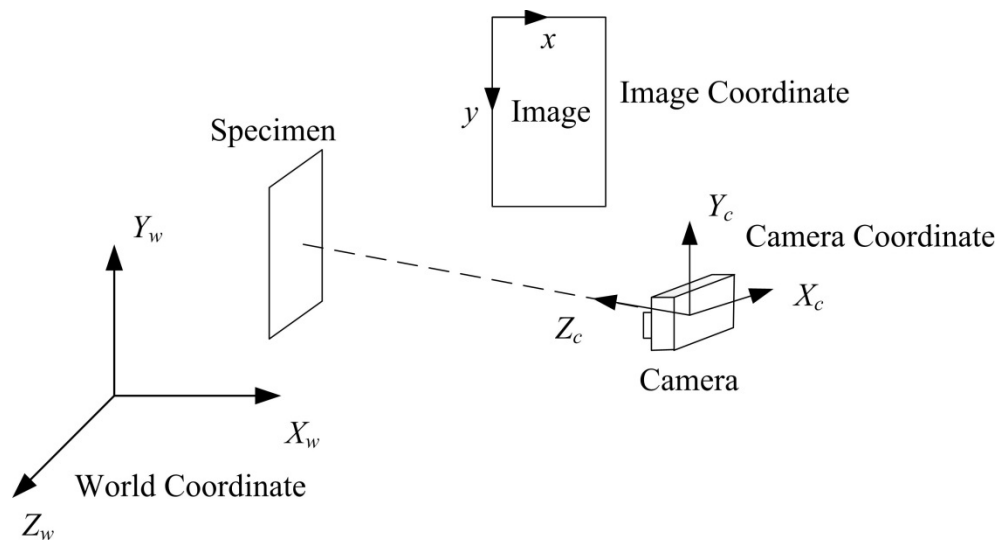 x
y
Image
Image Coordinate
Specimen
Y_w
Y_c
Camera Coordinate
X_c
Z_c
Camera
X_w
World Coordinate
Z_w